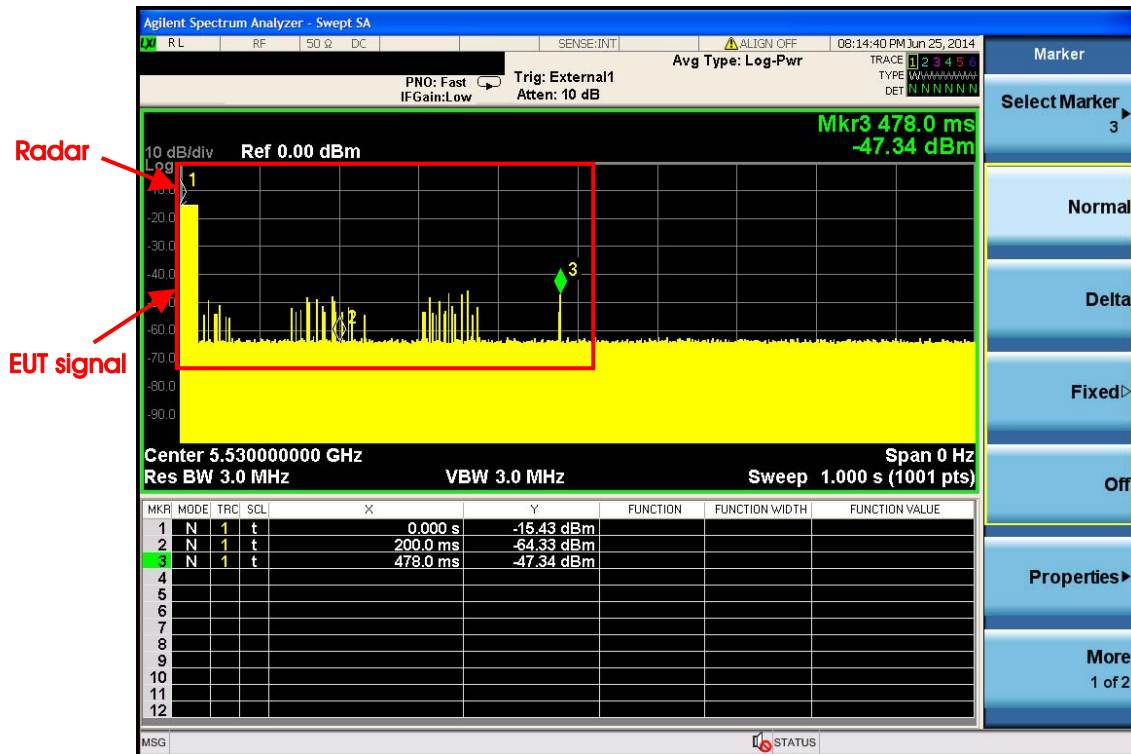 Agilent Spectrum Analyzer - Swept SA
LXI RL RF 50 Ω DC SENSE:INT ALIGN OFF 08:14:40 PM Jun 25, 2014
Avg Type: Log-Pwr
TRACE 1 2 3 4 5 6
TYPE WWWWWW
DET N N N N N N
PNO: Fast
IFGain:Low
Trig: External1
Atten: 10 dB
Marker
Select Marker
3
Normal
Delta
Fixed
Off
Properties
More
1 of 2
Mkr3 478.0 ms
-47.34 dBm
10 dB/div Ref 0.00 dBm
Log
Radar
EUT signal
1
2
3
-10.0
-20.0
-30.0
-40.0
-60.0
-70.0
-80.0
-90.0
Center 5.530000000 GHz Span 0 Hz
Res BW 3.0 MHz VBW 3.0 MHz Sweep 1.000 s (1001 pts)
MKR MODE TRC SCL X Y FUNCTION FUNCTION WIDTH FUNCTION VALUE
1 N 1 t 0.000 s -15.43 dBm
2 N 1 t 200.0 ms -64.33 dBm
3 N 1 t 478.0 ms -47.34 dBm
4
5
6
7
8
9
10
11
12
MSG STATUS